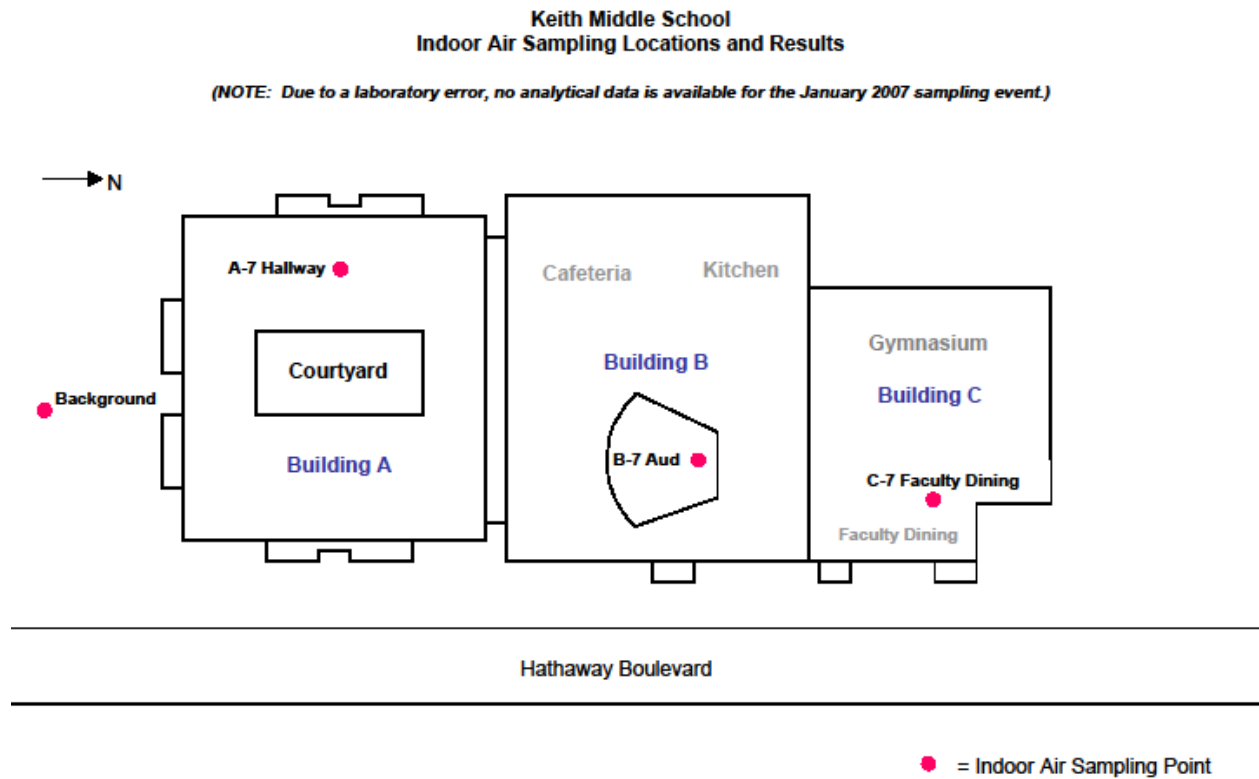 Keith Middle School
Indoor Air Sampling Locations and Results
(NOTE:  Due to a laboratory error, no analytical data is available for the January 2007 sampling event.)
N
A-7 Hallway
Cafeteria
Kitchen
Gymnasium
Courtyard
Building B
Building C
Background
Building A
B-7 Aud
C-7 Faculty Dining
Faculty Dining
Hathaway Boulevard
= Indoor Air Sampling Point